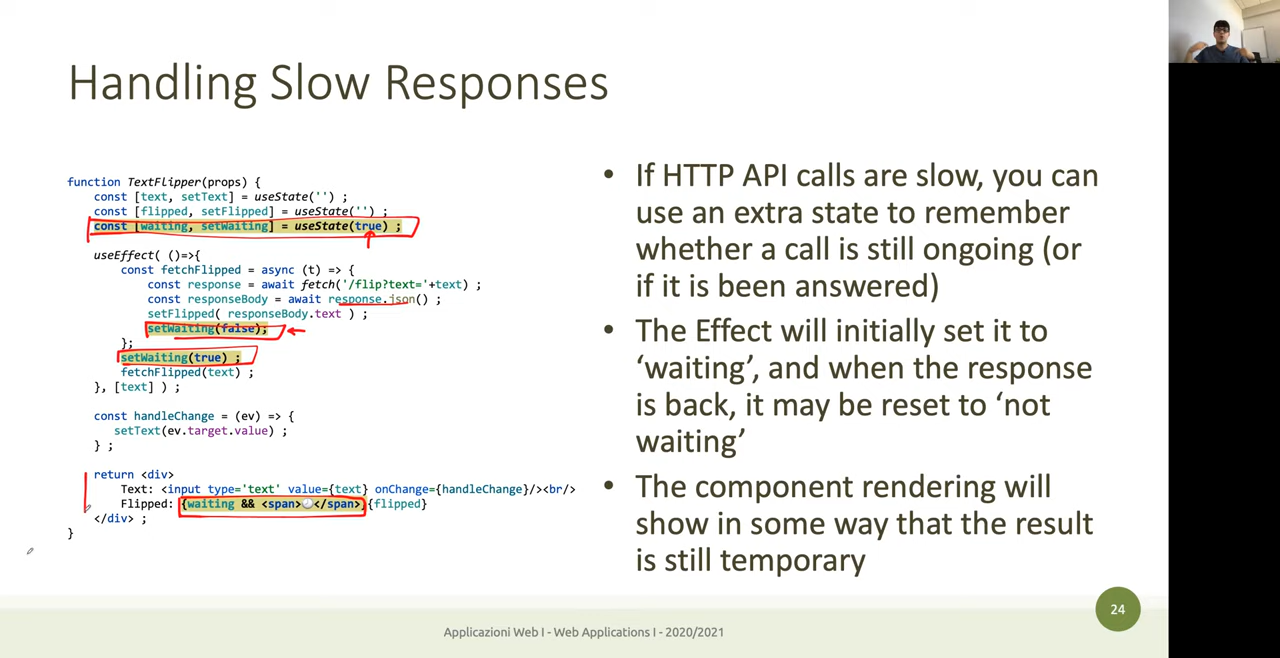 Handling Slow Responses
function TextFlipper(props) {
const [text, setText] = useState('') ;
const [flipped, setFlipped] = useState('') ;
const [waiting, setWaiting] = useState(true) ;
useEffect( ()=>{
const fetchFlipped = async (t) => {
const response = await fetch('/flip?text='+text) ;
const responseBody = await response.json() ;
setFlipped( responseBody.text ) ;
setWaiting(false);
};
setWaiting(true) ;
fetchFlipped(text) ;
}, [text] ) ;
const handleChange = (ev) => {
setText(ev.target.value) ;
} ;
return <div>
Text: <input type='text' value={text} onChange={handleChange}/><br/>
Flipped: {waiting && <span>🕗</span>}{flipped}
</div> ;
}
• If HTTP API calls are slow, you can
use an extra state to remember
whether a call is still ongoing (or
if it is been answered)
• The Effect will initially set it to
‘waiting’, and when the response
is back, it may be reset to ‘not
waiting’
• The component rendering will
show in some way that the result
is still temporary
24
Applicazioni Web I - Web Applications I - 2020/2021